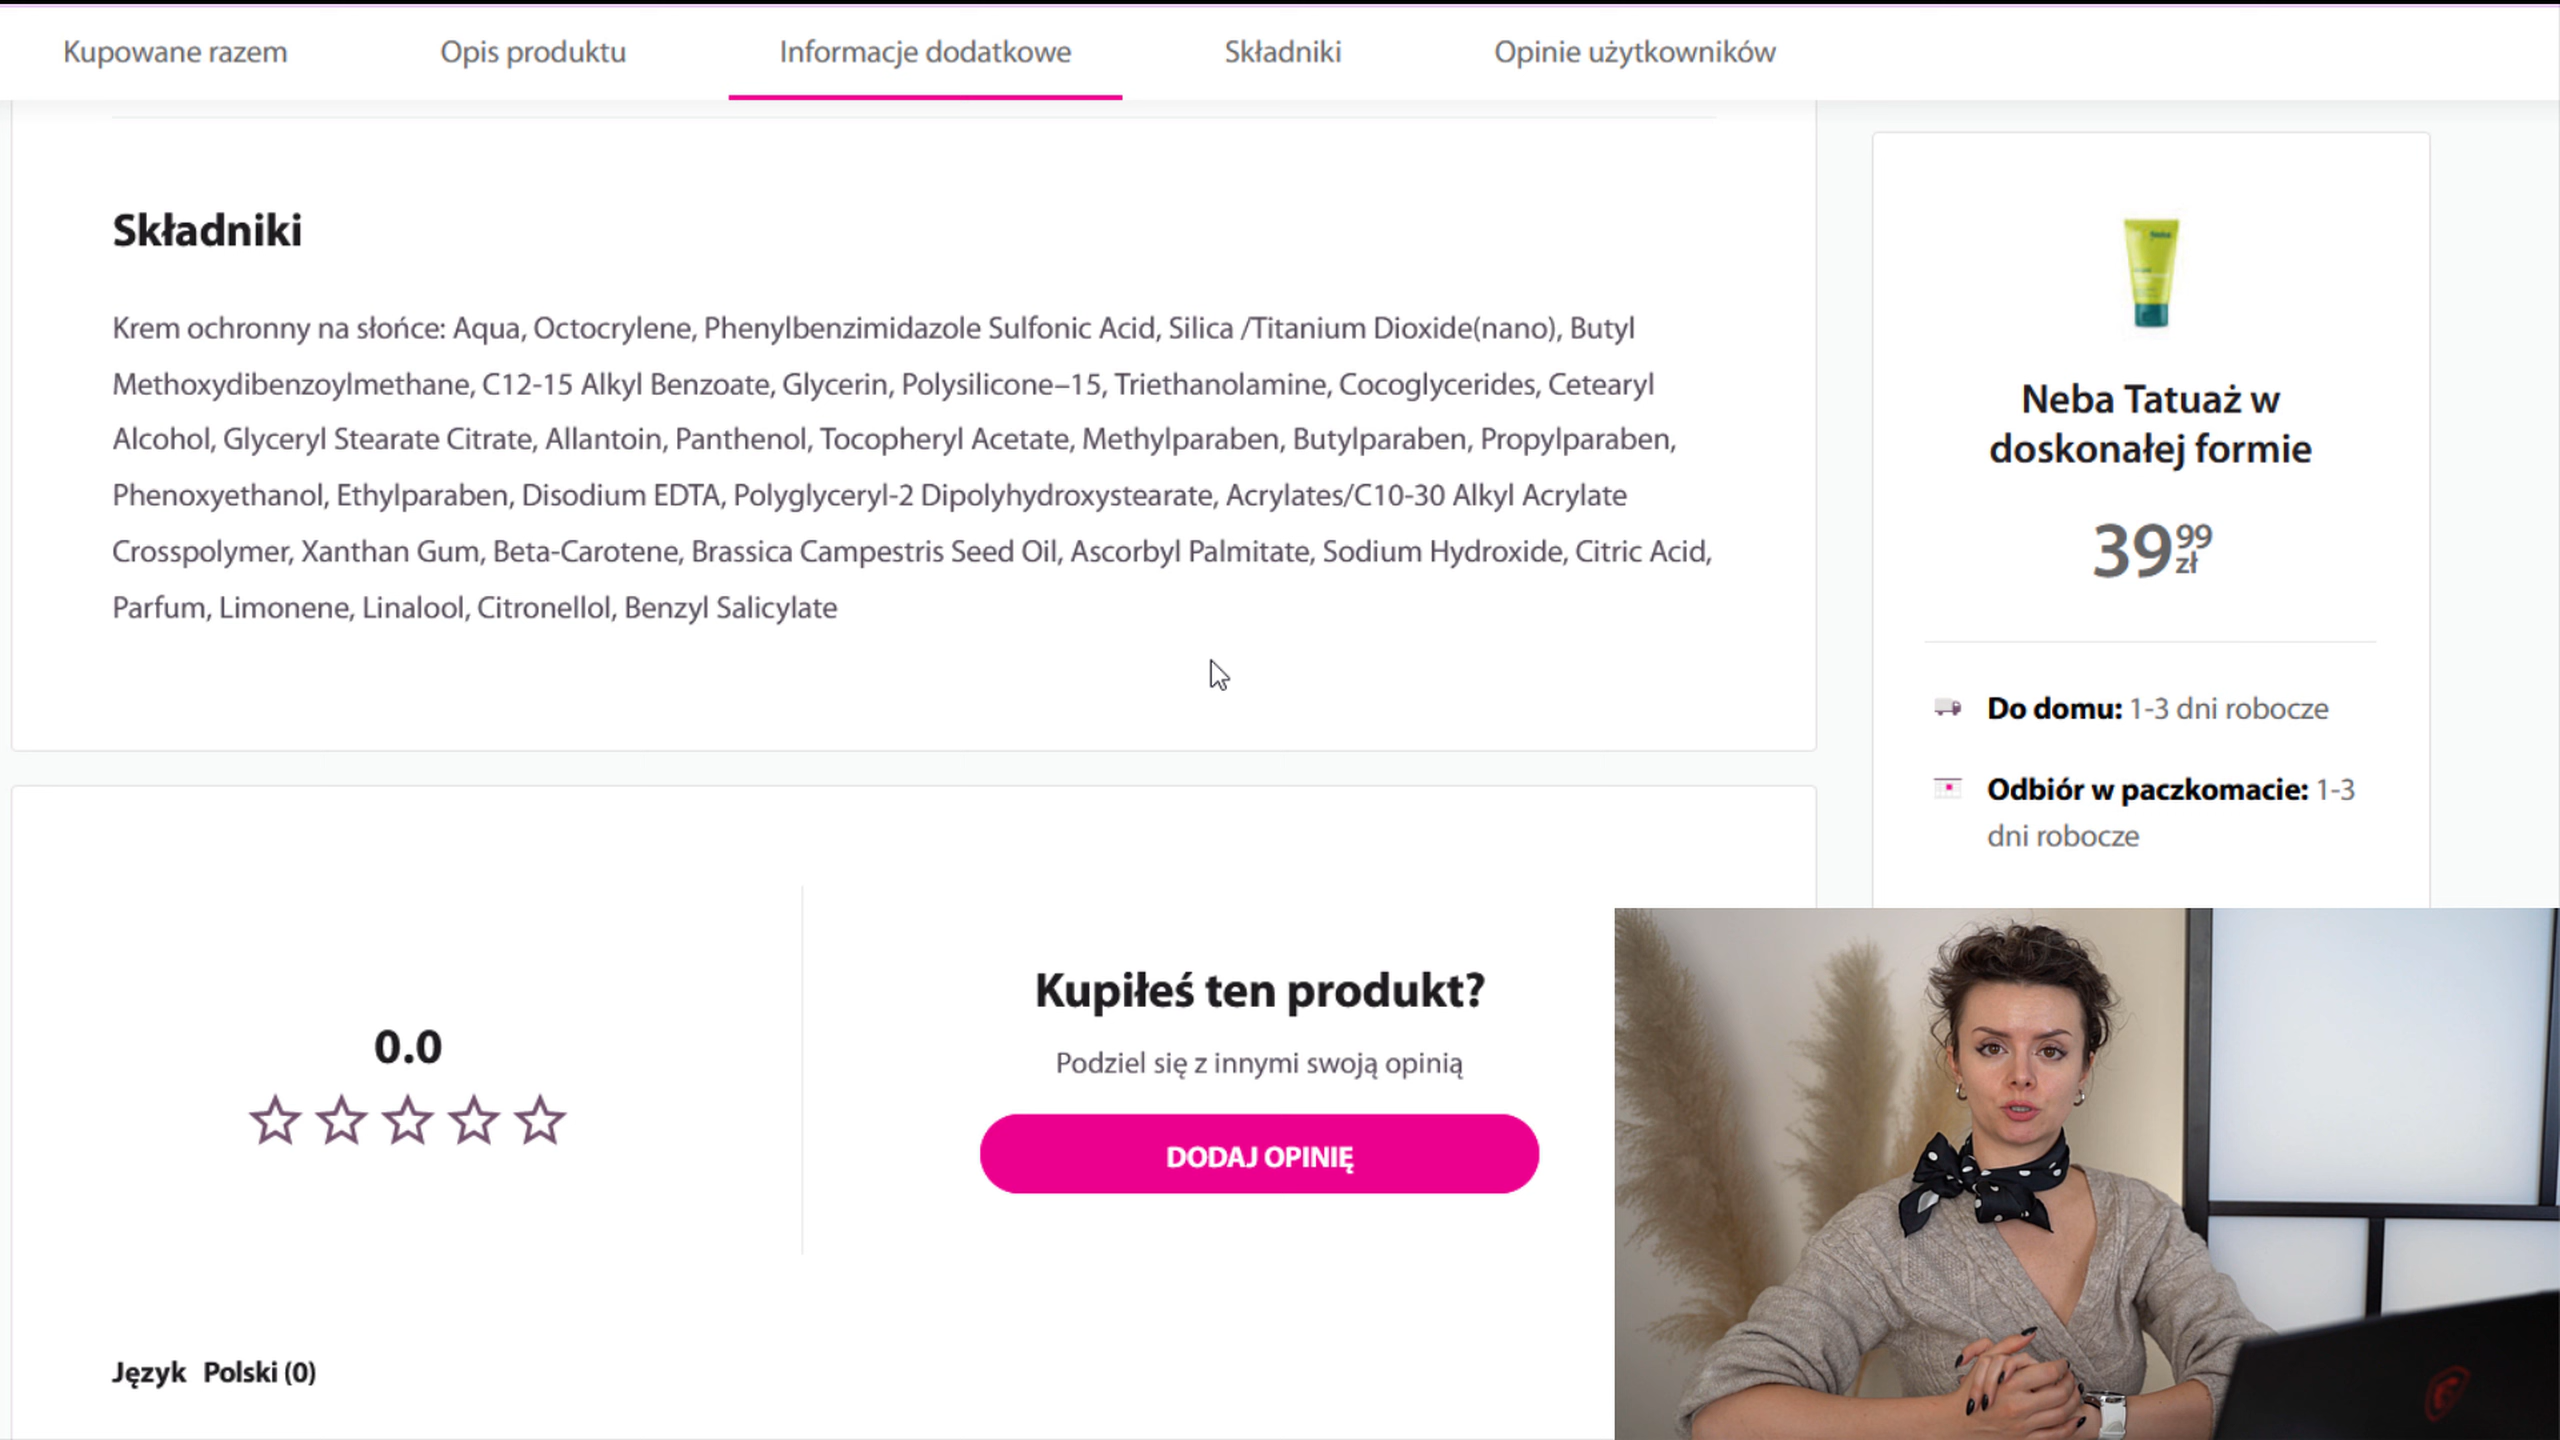 Kupowane razem
Opis produktu
Informacje dodatkowe
Składniki
Opinie użytkowników
Składniki
Krem ochronny na słońce: Aqua, Octocrylene, Phenylbenzimidazole Sulfonic Acid, Silica /Titanium Dioxide(nano), Butyl
Methoxydibenzoylmethane, C12-15 Alkyl Benzoate, Glycerin, Polysilicone–15, Triethanolamine, Cocoglycerides, Cetearyl
Alcohol, Glyceryl Stearate Citrate, Allantoin, Panthenol, Tocopheryl Acetate, Methylparaben, Butylparaben, Propylparaben,
Phenoxyethanol, Ethylparaben, Disodium EDTA, Polyglyceryl-2 Dipolyhydroxystearate, Acrylates/C10-30 Alkyl Acrylate
Crosspolymer, Xanthan Gum, Beta-Carotene, Brassica Campestris Seed Oil, Ascorbyl Palmitate, Sodium Hydroxide, Citric Acid,
Parfum, Limonene, Linalool, Citronellol, Benzyl Salicylate
Neba Tatuaż w
doskonałej formie
39 99 zł
Do domu: 1-3 dni robocze
Odbiór w paczkomacie: 1-3
dni robocze
0.0
Kupiłeś ten produkt?
Podziel się z innymi swoją opinią
DODAJ OPINIĘ
Język Polski (0)